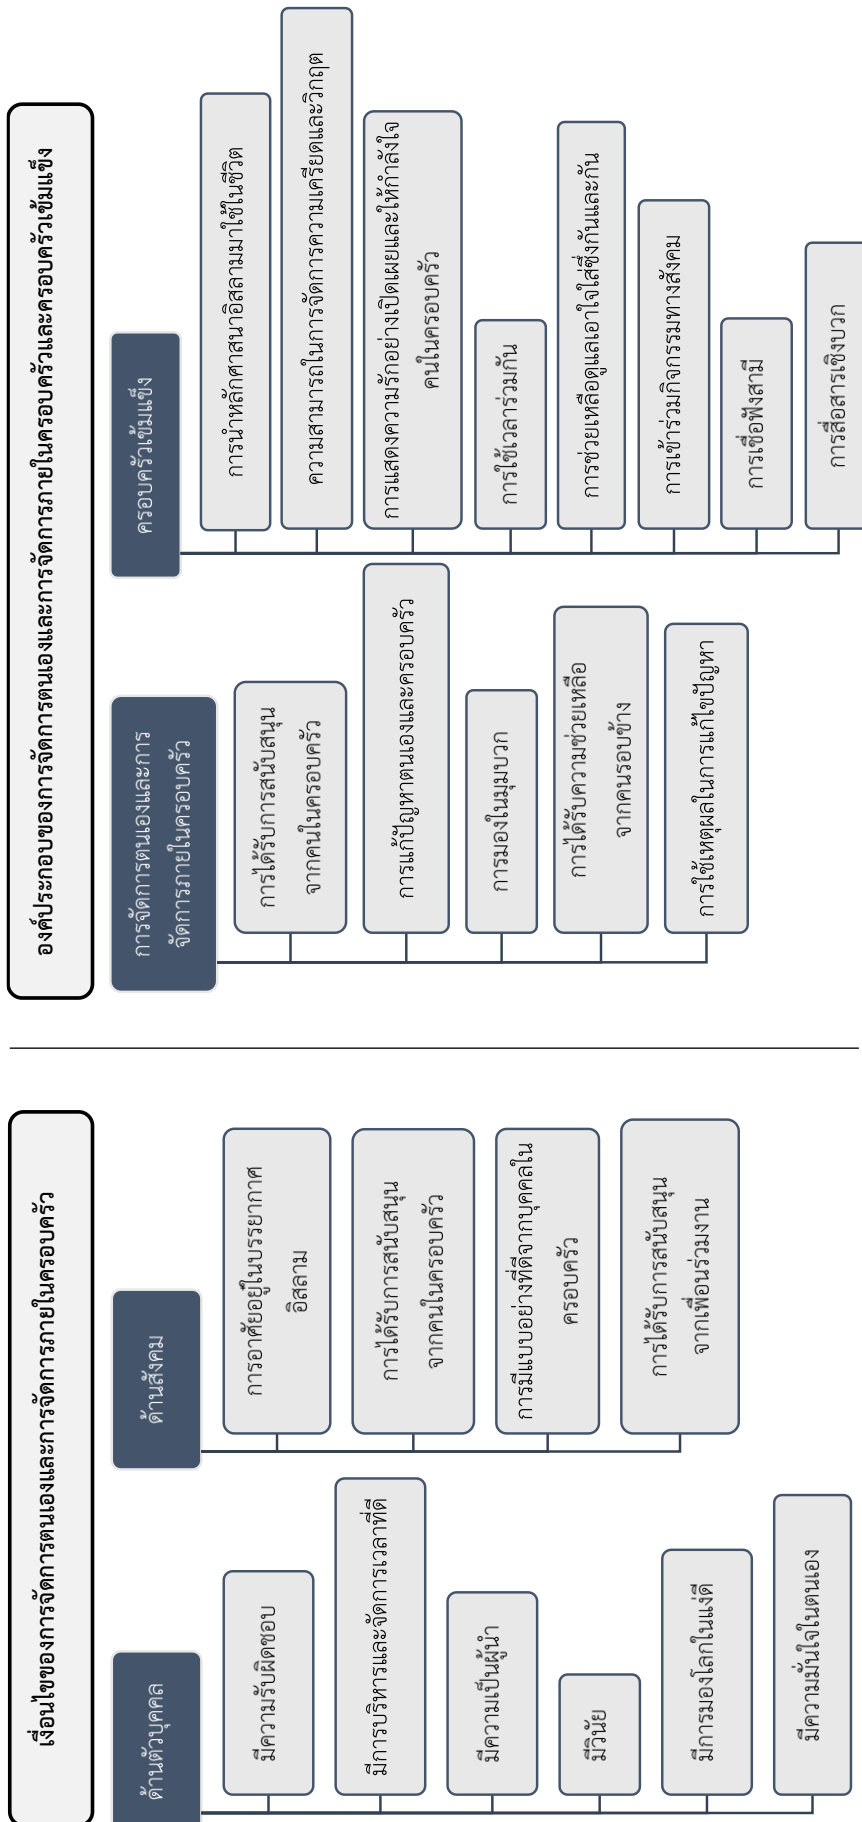 เงื่อนไขของการจัดการตนเองและการจัดการภายในครอบครัว
ด้านตัวบุคคล
มีความรับผิดชอบ
มีการบริหารและจัดการเวลาที่ดี
มีความเป็นผู้นำ
มีวินัย
มีการมองโลกในแง่ดี
มีความมั่นใจในตนเอง
ด้านสังคม
การอาศัยอยู่ในบรรยากาศ
อิสลาม
การได้รับการสนับสนุน
จากคนในครอบครัว
การมีแบบอย่างที่ดีจากบุคคลใน
ครอบครัว
การได้รับการสนับสนุน
จากเพื่อนร่วมงาน
องค์ประกอบของการจัดการตนเองและการจัดการภายในครอบครัวและครอบครัวเข้มแข็ง
การจัดการตนเองและการ
จัดการภายในครอบครัว
การได้รับการสนับสนุน
จากคนในครอบครัว
การแก้ปัญหาตนเองและครอบครัว
การมองในมุมบวก
การได้รับความช่วยเหลือ
จากคนรอบข้าง
การใช้เหตุผลในการแก้ไขปัญหา
ครอบครัวเข้มแข็ง
การนำหลักศาสนาอิสลามมาใช้ในชีวิต
ความสามารถในการจัดการความเครียดและวิกฤต
การแสดงความรักอย่างเปิดเผยและให้กำลังใจ
คนในครอบครัว
การใช้เวลาร่วมกัน
การช่วยเหลือดูแลเอาใจใส่ซึ่งกันและกัน
การเข้าร่วมกิจกรรมทางสังคม
การเชื่อฟังสามี
การสื่อสารเชิงบวก